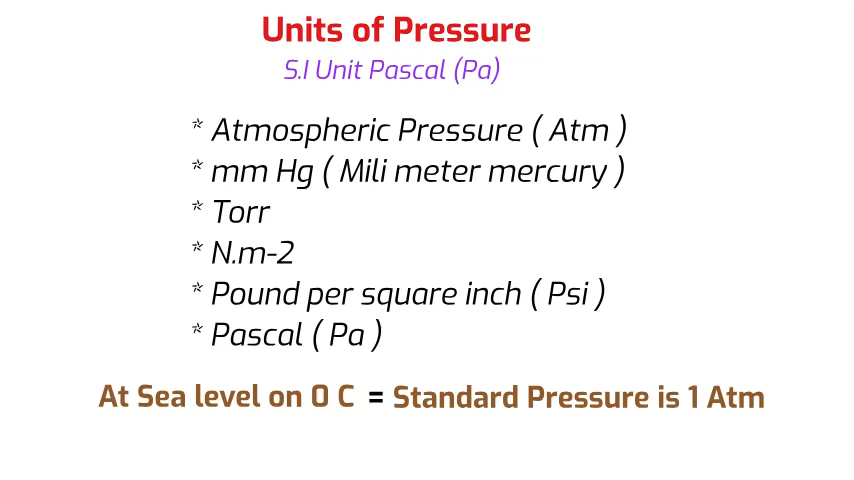 Units of Pressure
S.I Unit Pascal (Pa)
* Atmospheric Pressure ( Atm )
* mm Hg ( Mili meter mercury )
* Torr
* N.m-2
* Pound per square inch ( Psi )
* Pascal ( Pa )
At Sea level on 0 C = Standard Pressure is 1 Atm